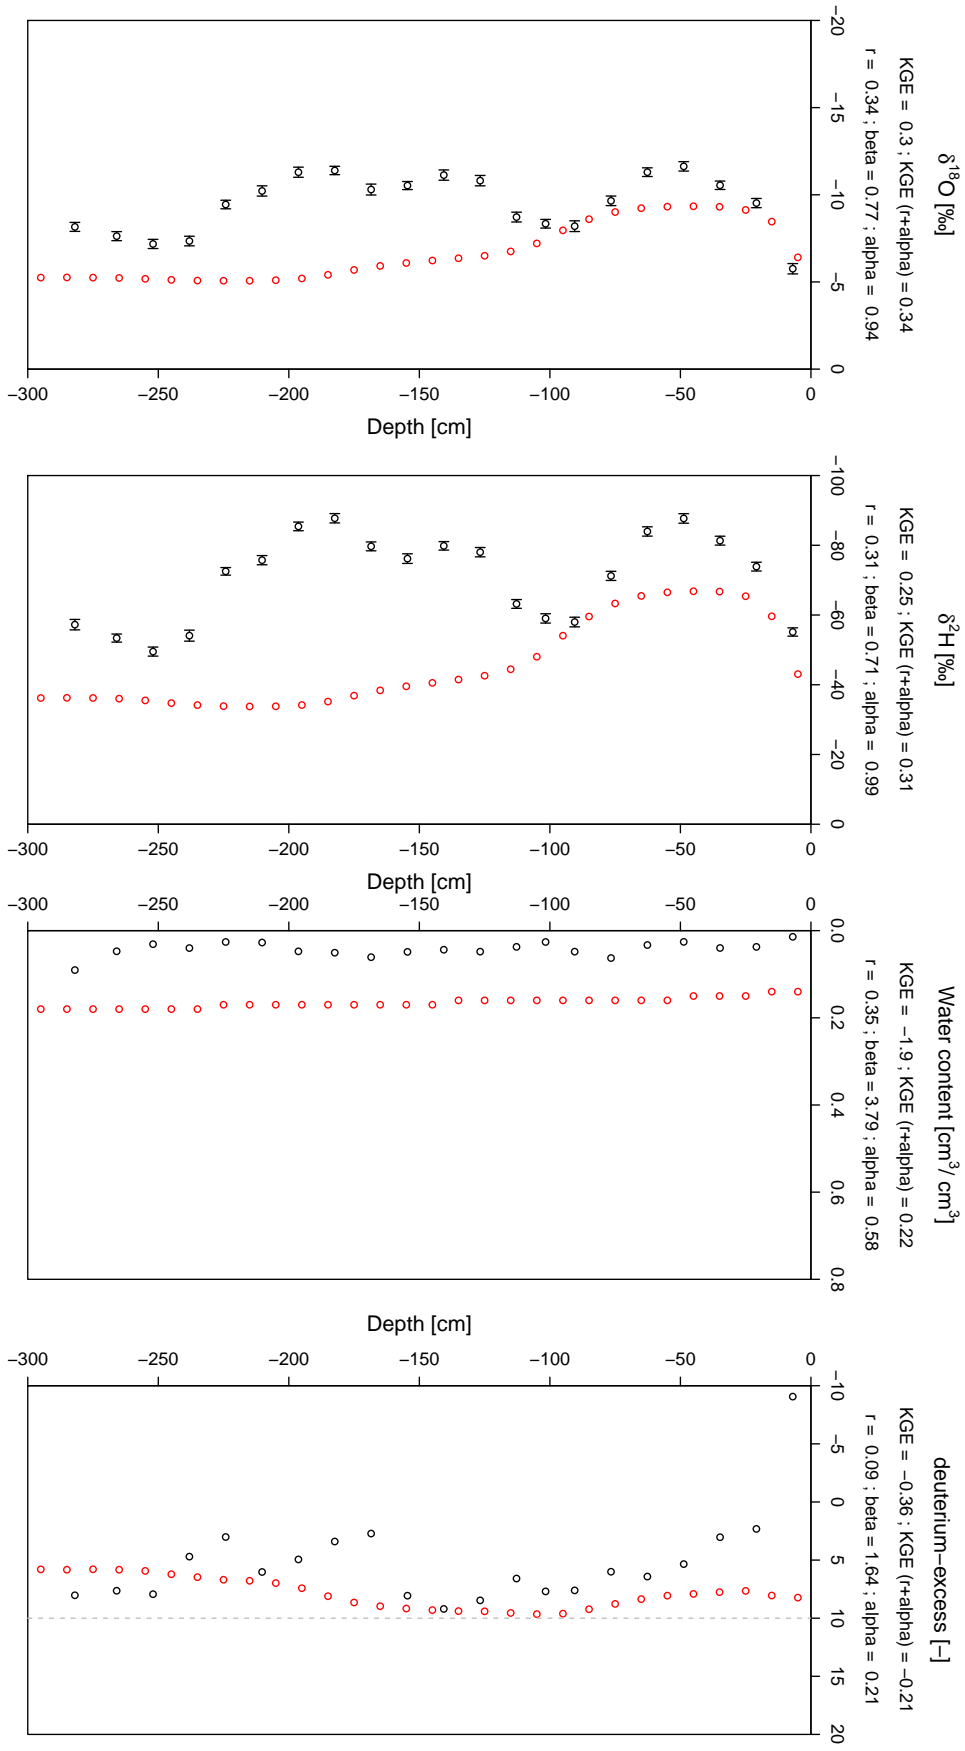 δ¹⁸O [‰]
KGE = 0.3 ; KGE (r+alpha) = 0.34
r = 0.34 ; beta = 0.77 ; alpha = 0.94
−20 −15 −10 −5 0
−300 −250 −200 −150 −100 −50 0
Depth [cm]
δ²H [‰]
KGE = 0.25 ; KGE (r+alpha) = 0.31
r = 0.31 ; beta = 0.71 ; alpha = 0.99
−100 −80 −60 −40 −20 0
−300 −250 −200 −150 −100 −50 0
Depth [cm]
Water content [cm³/ cm³]
KGE = −1.9 ; KGE (r+alpha) = 0.22
r = 0.35 ; beta = 3.79 ; alpha = 0.58
0.0 0.2 0.4 0.6 0.8
−300 −250 −200 −150 −100 −50 0
Depth [cm]
deuterium−excess [−]
KGE = −0.36 ; KGE (r+alpha) = −0.21
r = 0.09 ; beta = 1.64 ; alpha = 0.21
−10 −5 0 5 10 15 20
−300 −250 −200 −150 −100 −50 0